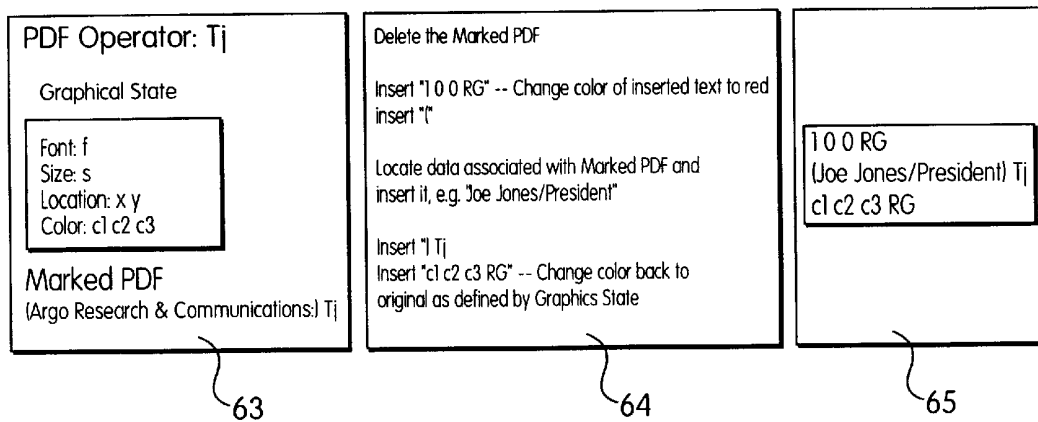 PDF Operator: Tj
Graphical State
Font: f
Size: s
Location: x y
Color: c1 c2 c3
Marked PDF
(Argo Research & Communications:) Tj
63
Delete the Marked PDF
Insert "1 0 0 RG" -- Change color of inserted text to red
insert "("
Locate data associated with Marked PDF and
insert it, e.g. "Joe Jones/President"
Insert ")" Tj
Insert "c1 c2 c3 RG" -- Change color back to
original as defined by Graphics State
64
1 0 0 RG
(Joe Jones/President) Tj
c1 c2 c3 RG
65